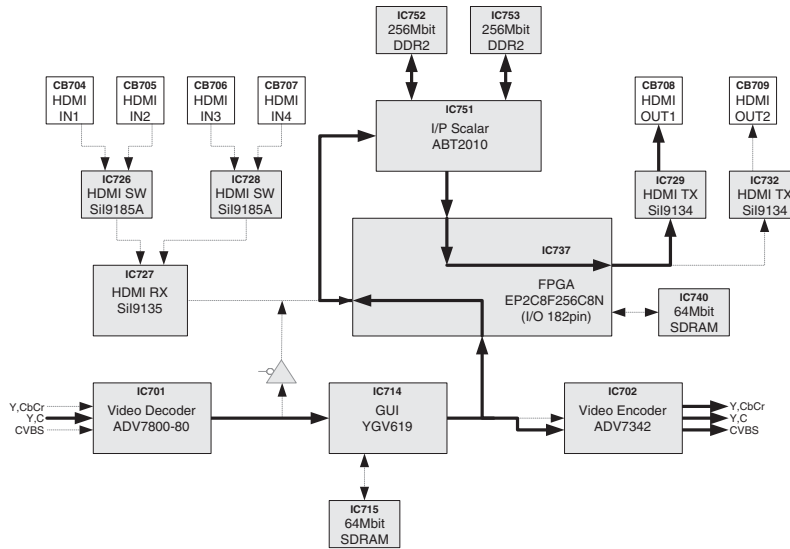 IC752
256Mbit
DDR2
IC753
256Mbit
DDR2
CB704
HDMI
IN1
CB705
HDMI
IN2
CB706
HDMI
IN3
CB707
HDMI
IN4
IC751
I/P Scalar
ABT2010
CB708
HDMI
OUT1
CB709
HDMI
OUT2
IC726
HDMI SW
SiI9185A
IC728
HDMI SW
SiI9185A
IC729
HDMI TX
SiI9134
IC732
HDMI TX
SiI9134
IC737
FPGA
EP2C8F256C8N
(I/O 182pin)
IC727
HDMI RX
SiI9135
IC740
64Mbit
SDRAM
Y,CbCr
Y,C
CVBS
IC701
Video Decoder
ADV7800-80
IC714
GUI
YGV619
IC702
Video Encoder
ADV7342
Y,CbCr
Y,C
CVBS
IC715
64Mbit
SDRAM